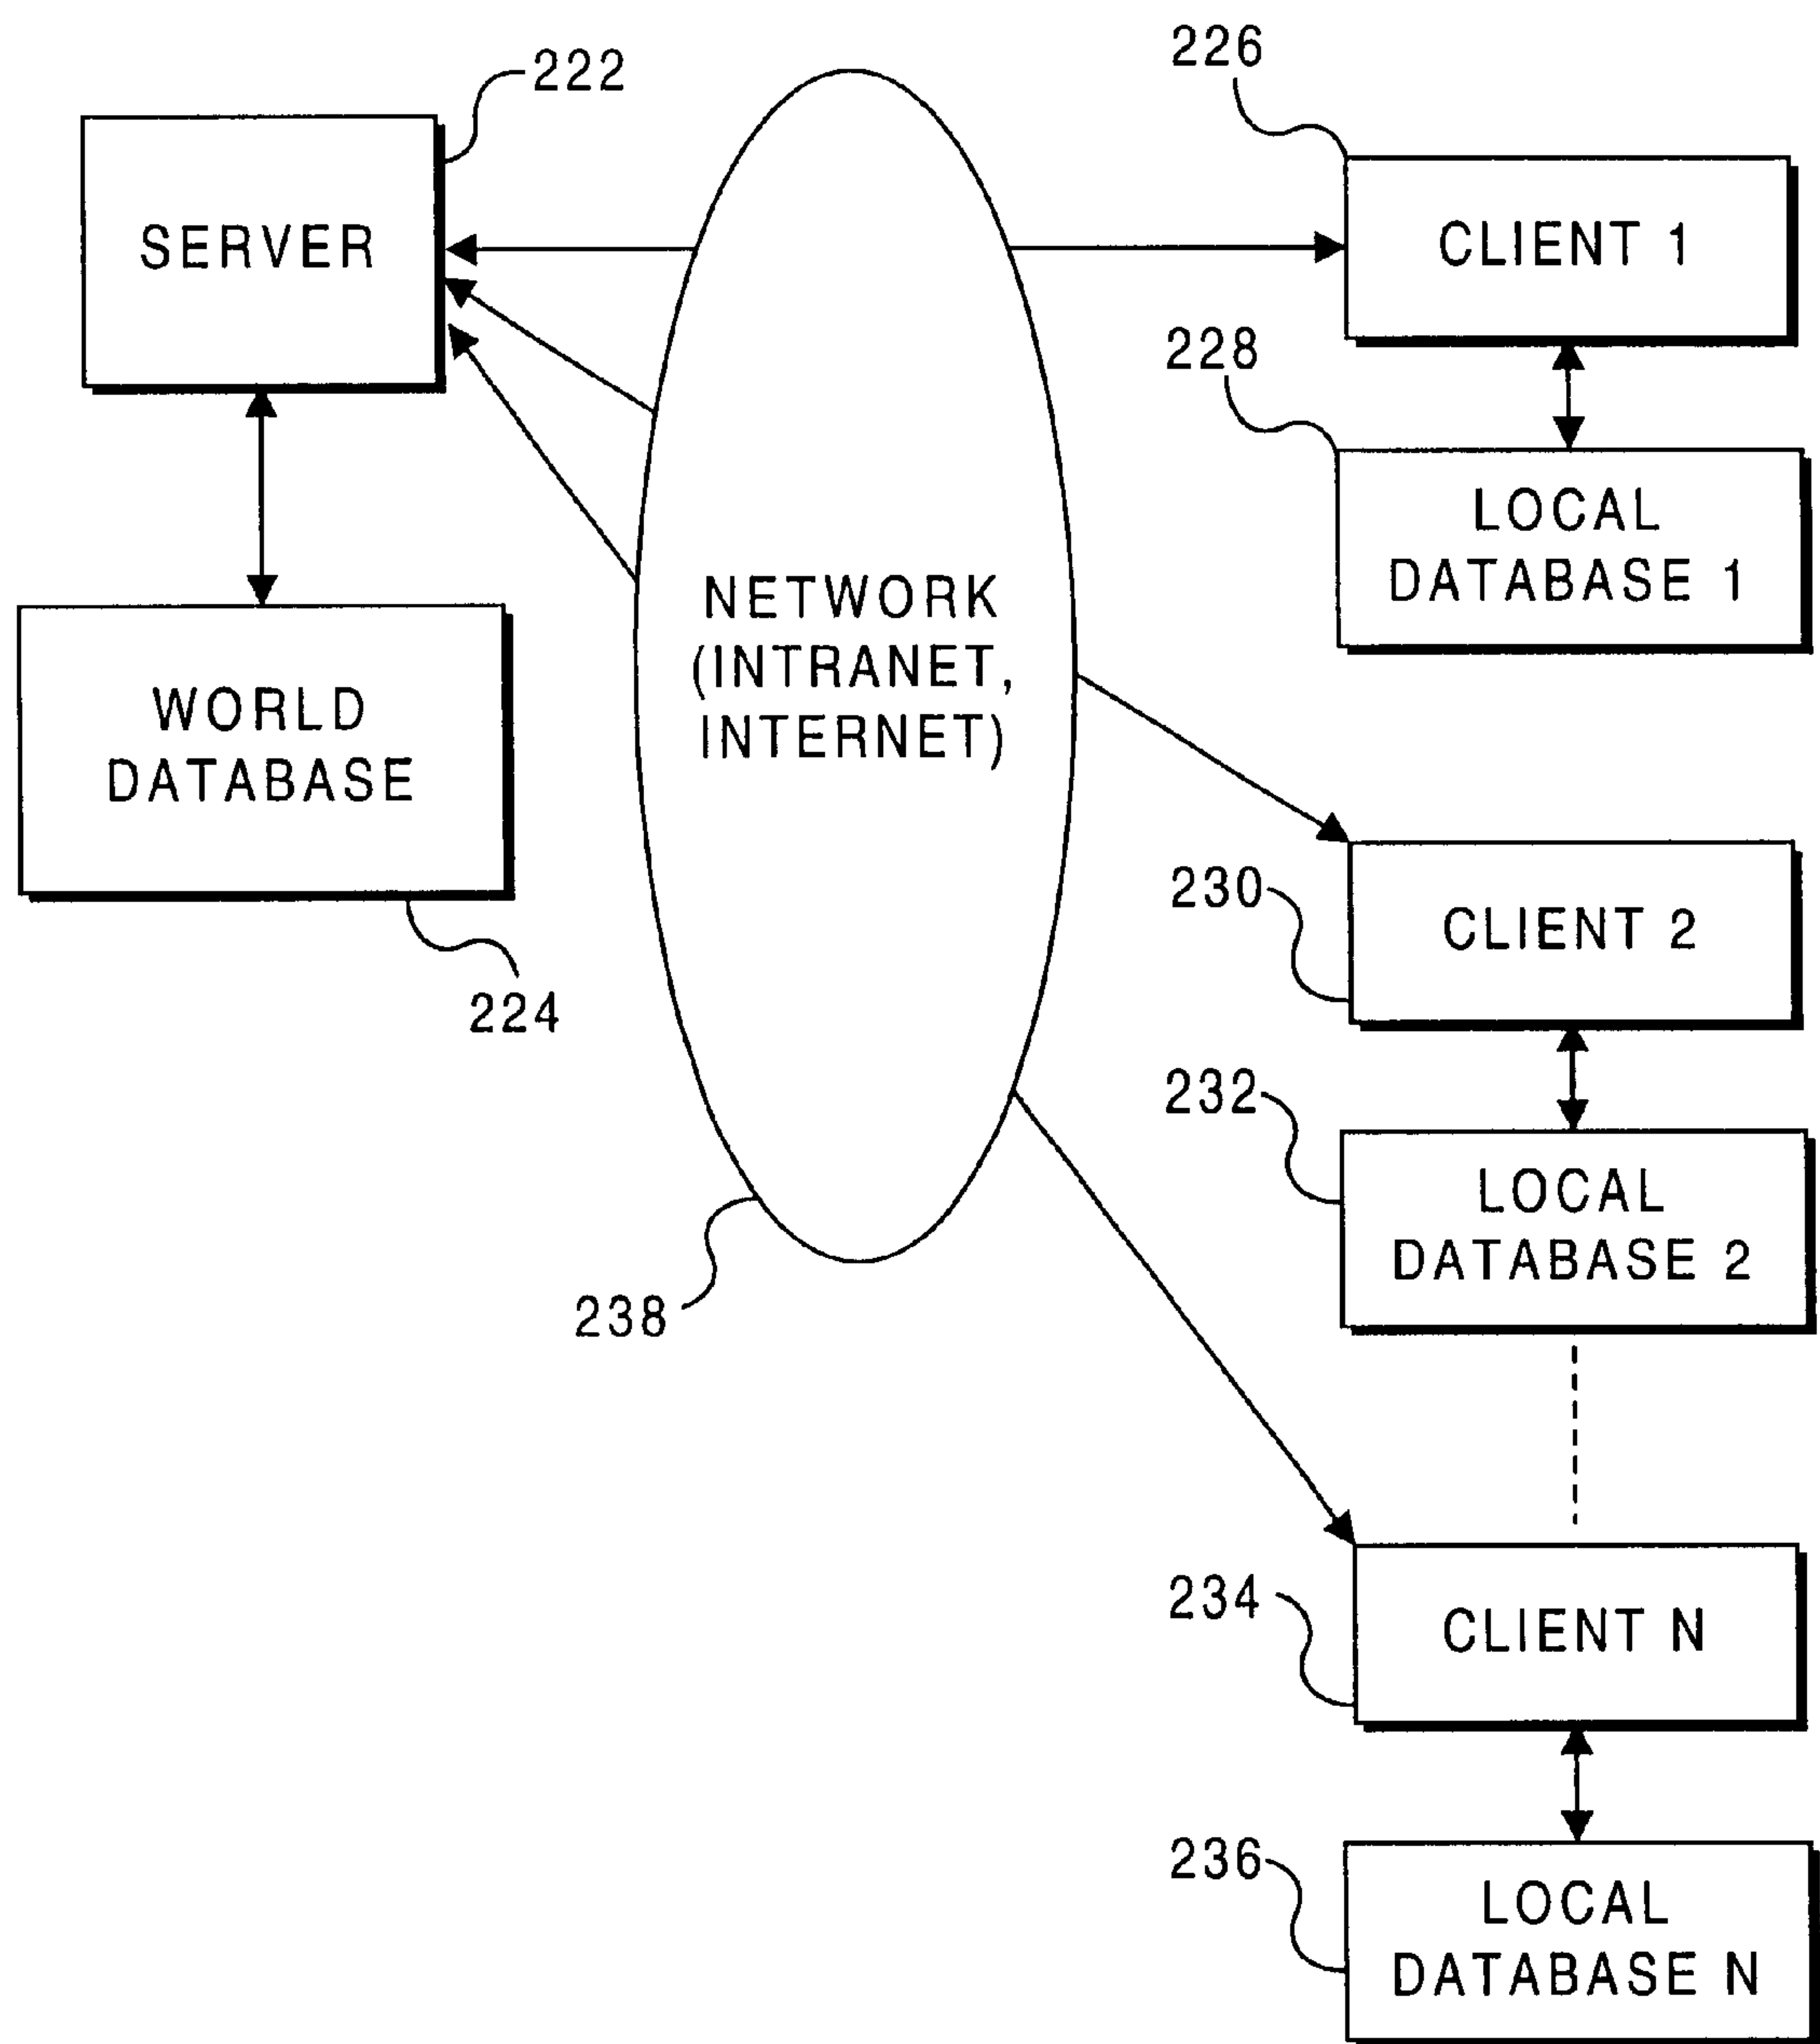 222
SERVER
WORLD
DATABASE
224
NETWORK
(INTRANET,
INTERNET)
238
226
CLIENT 1
228
LOCAL
DATABASE 1
230
CLIENT 2
232
LOCAL
DATABASE 2
234
CLIENT N
236
LOCAL
DATABASE N